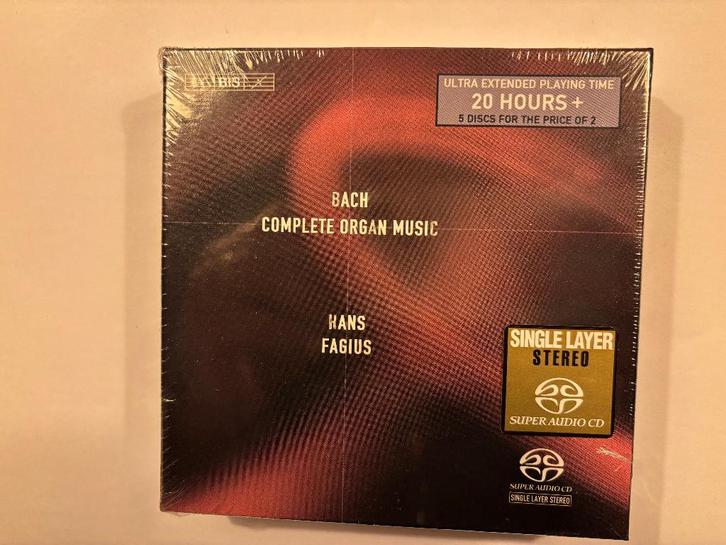 BIS
ULTRA EXTENDED PLAYING TIME
20 HOURS +
5 DISCS FOR THE PRICE OF 2
BACH
COMPLETE ORGAN MUSIC
HANS
FAGIUS
SINGLE LAYER
STEREO
SUPER AUDIO CD
SUPER AUDIO CD
SINGLE LAYER STEREO